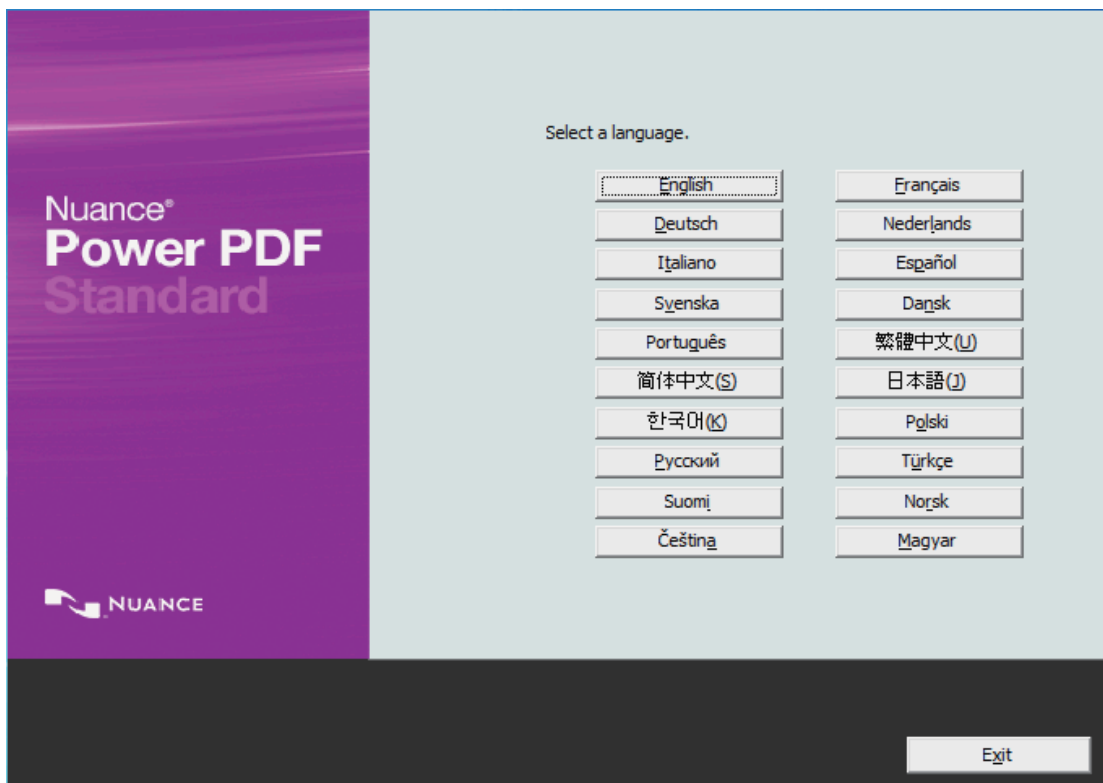 Nuance®
Power PDF
Standard
NUANCE
Select a language.
English
Français
Deutsch
Nederlands
Italiano
Español
Svenska
Dansk
Português
繁體中文(U)
简体中文(S)
日本語(J)
한국어(K)
Polski
Русский
Türkçe
Suomi
Norsk
Čeština
Magyar
Exit